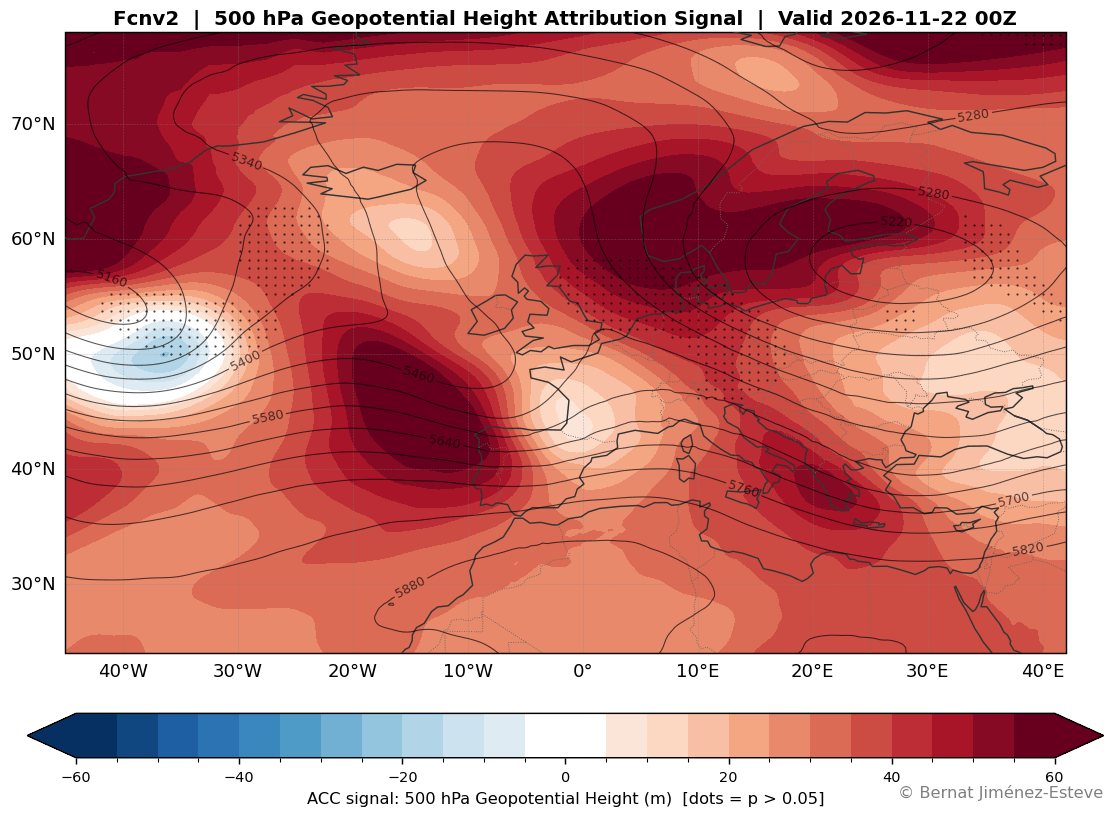 Fcnv2 | 500 hPa Geopotential Height Attribution Signal | Valid 2026-11-22 00Z
70°N
60°N
50°N
40°N
30°N
5280
5340
5280
5220
5160
5400
5460
5580
5640
5760
5700
5820
5880
40°W 30°W 20°W 10°W 0° 10°E 20°E 30°E 40°E
−60 −40 −20 0 20 40 60
ACC signal: 500 hPa Geopotential Height (m) [dots = p > 0.05]
© Bernat Jiménez-Esteve